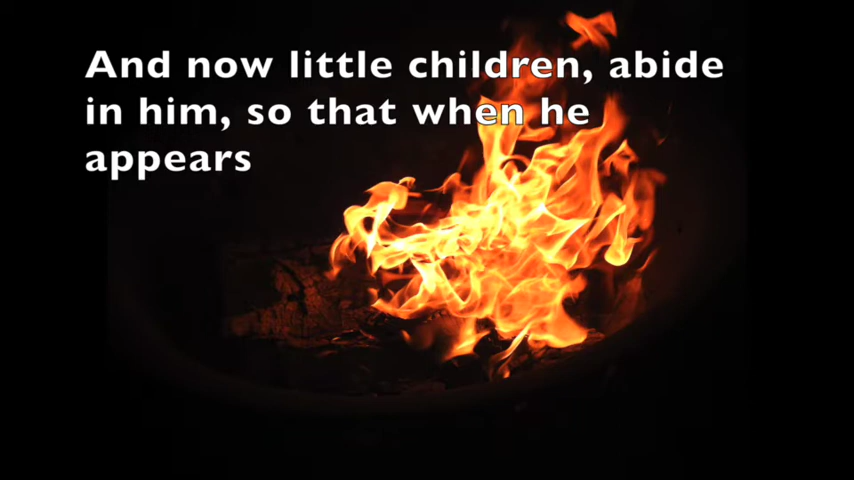 And now little children, abide
in him, so that when he
appears